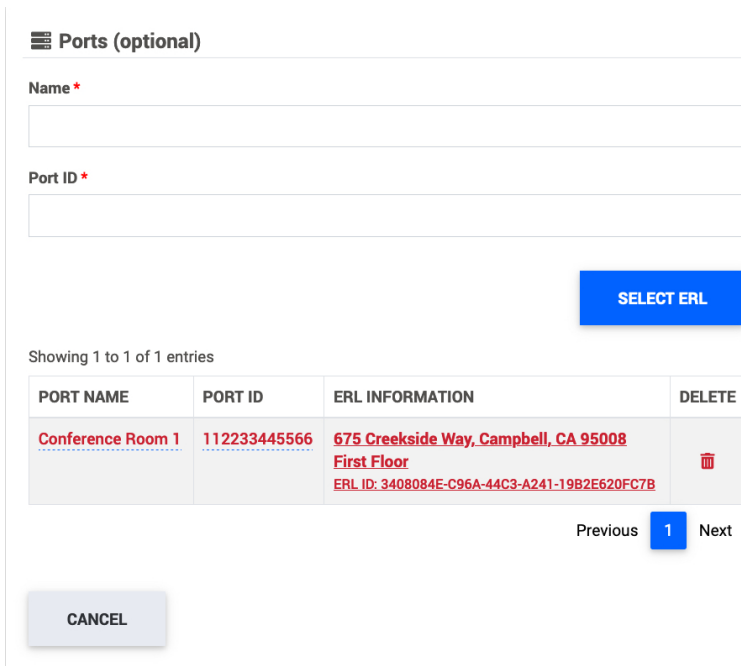 Ports (optional)
Name *
Port ID *
SELECT ERL
Showing 1 to 1 of 1 entries
PORT NAME PORT ID ERL INFORMATION DELETE
Conference Room 1 112233445566 675 Creekside Way, Campbell, CA 95008
First Floor
ERL ID: 3408084E-C96A-44C3-A241-19B2E620FC7B
Previous 1 Next
CANCEL